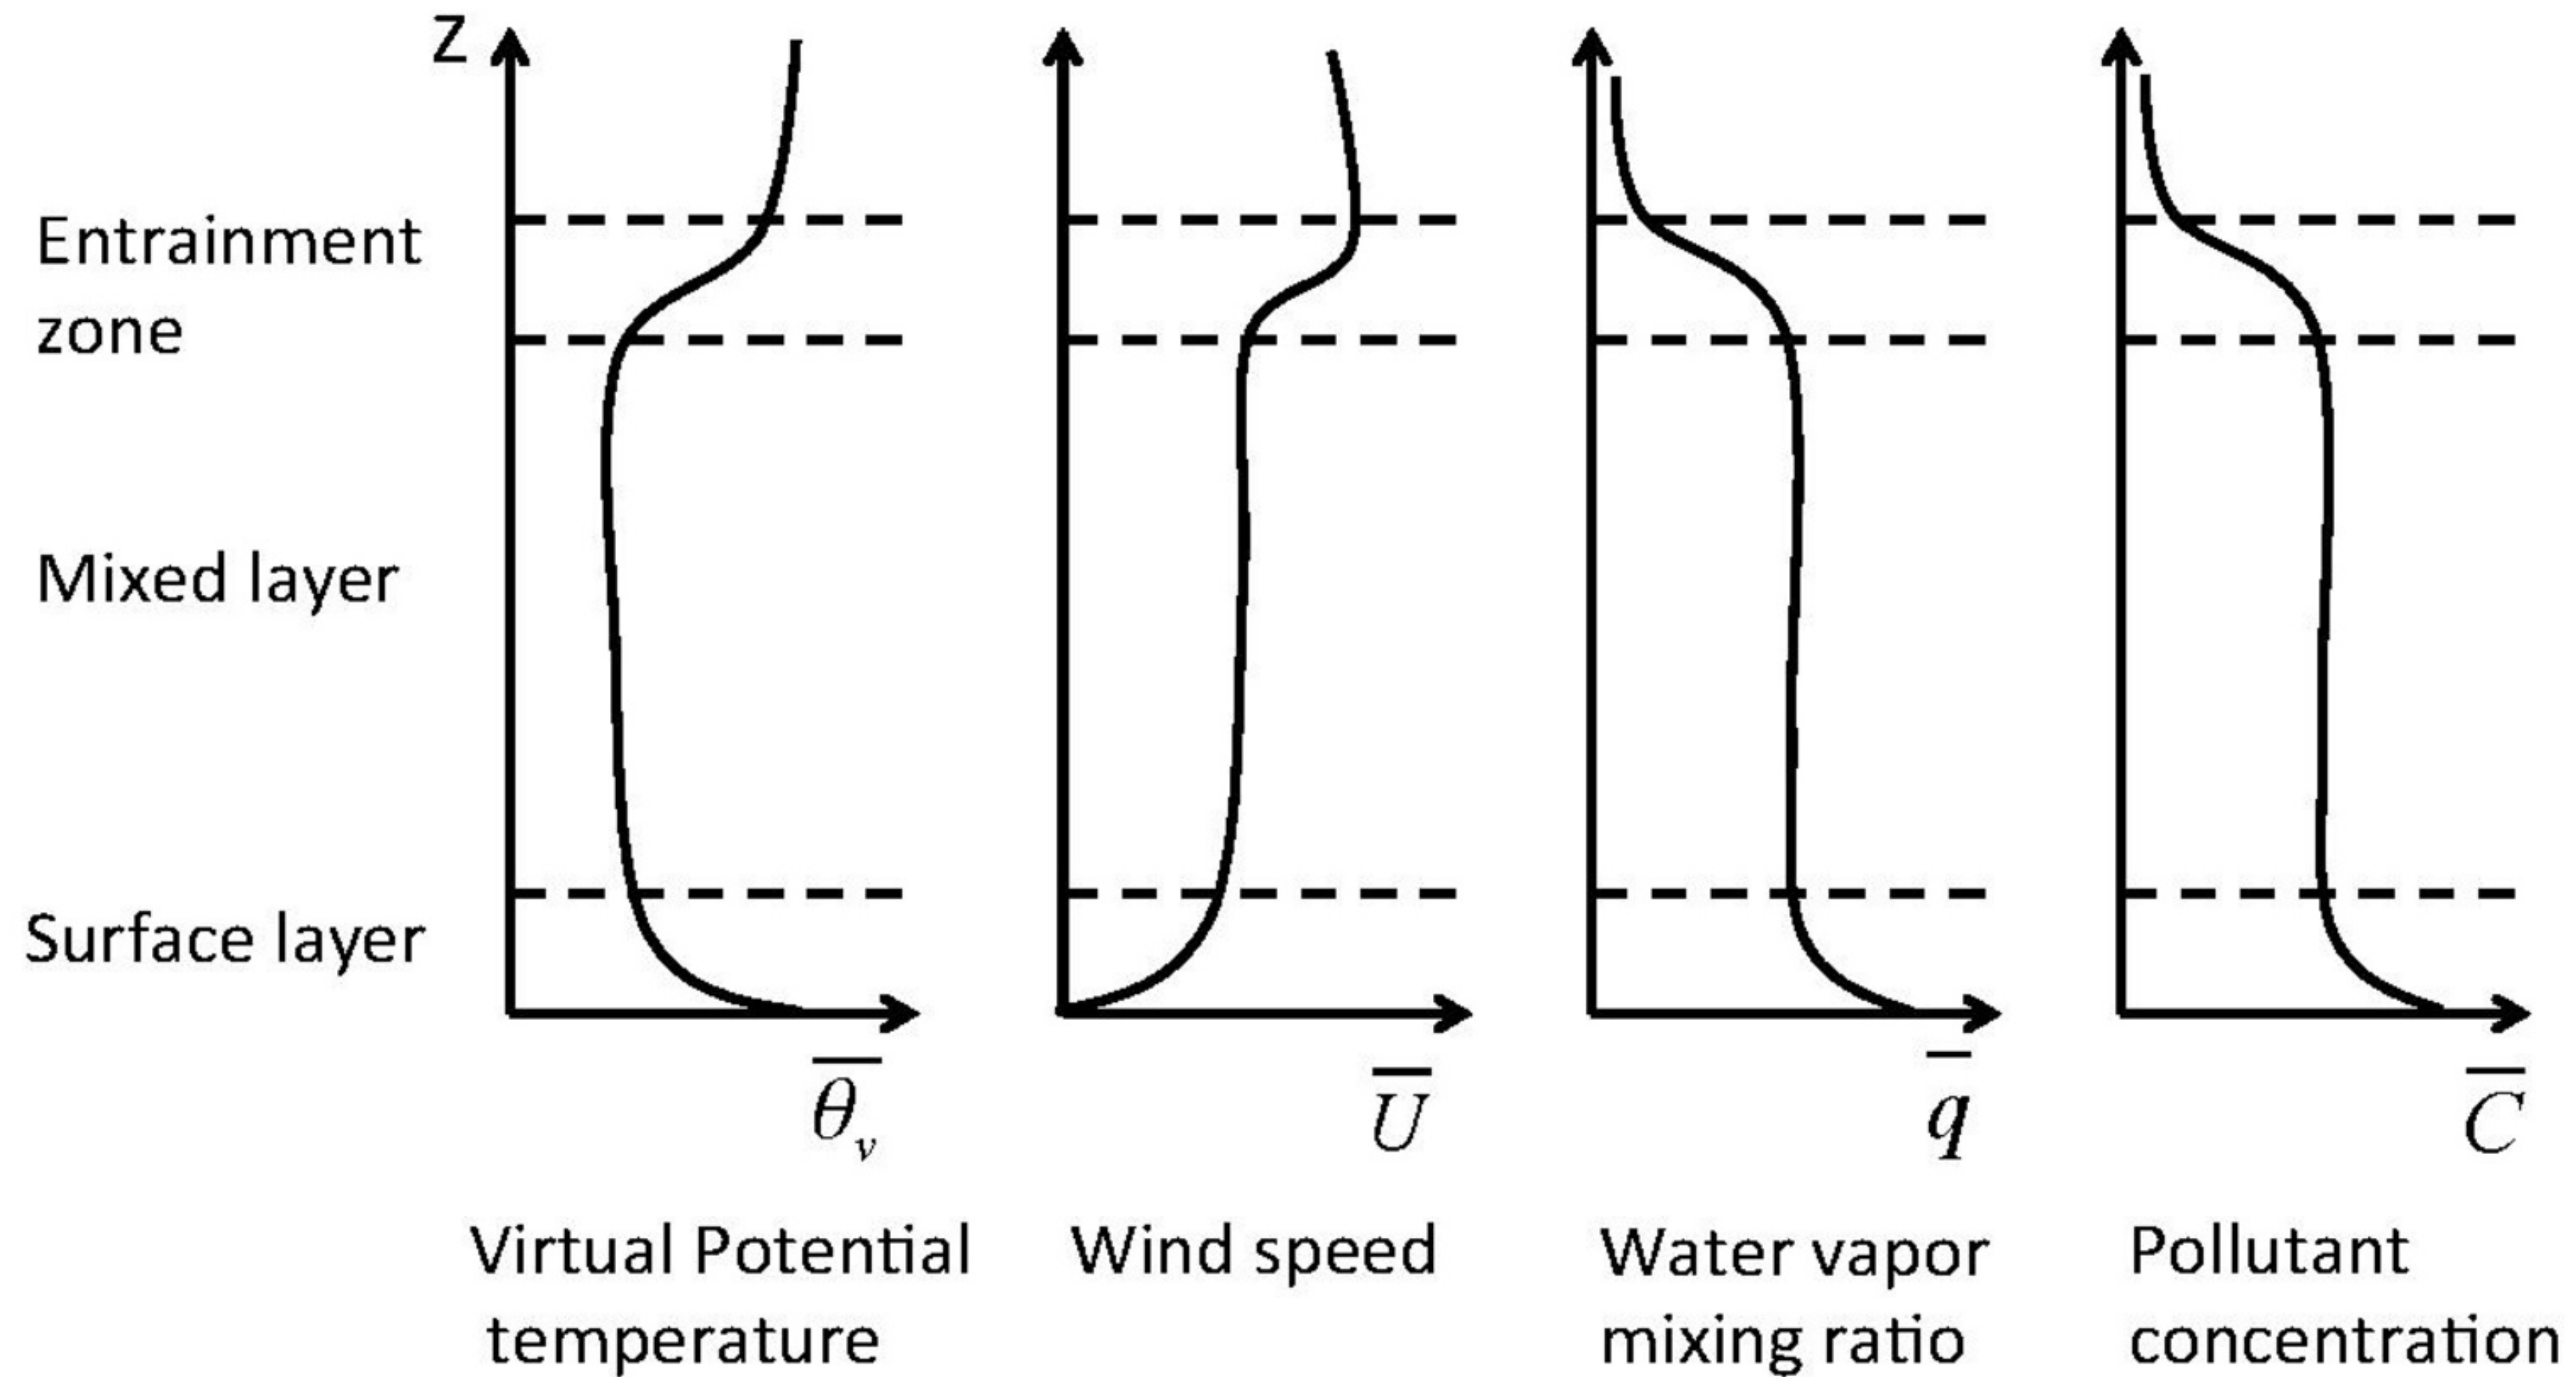 Z
Entrainment
zone
Mixed layer
Surface layer
θ̅ᵥ U̅ q̅ C̅
Virtual Potential Wind speed Water vapor Pollutant
temperature mixing ratio concentration